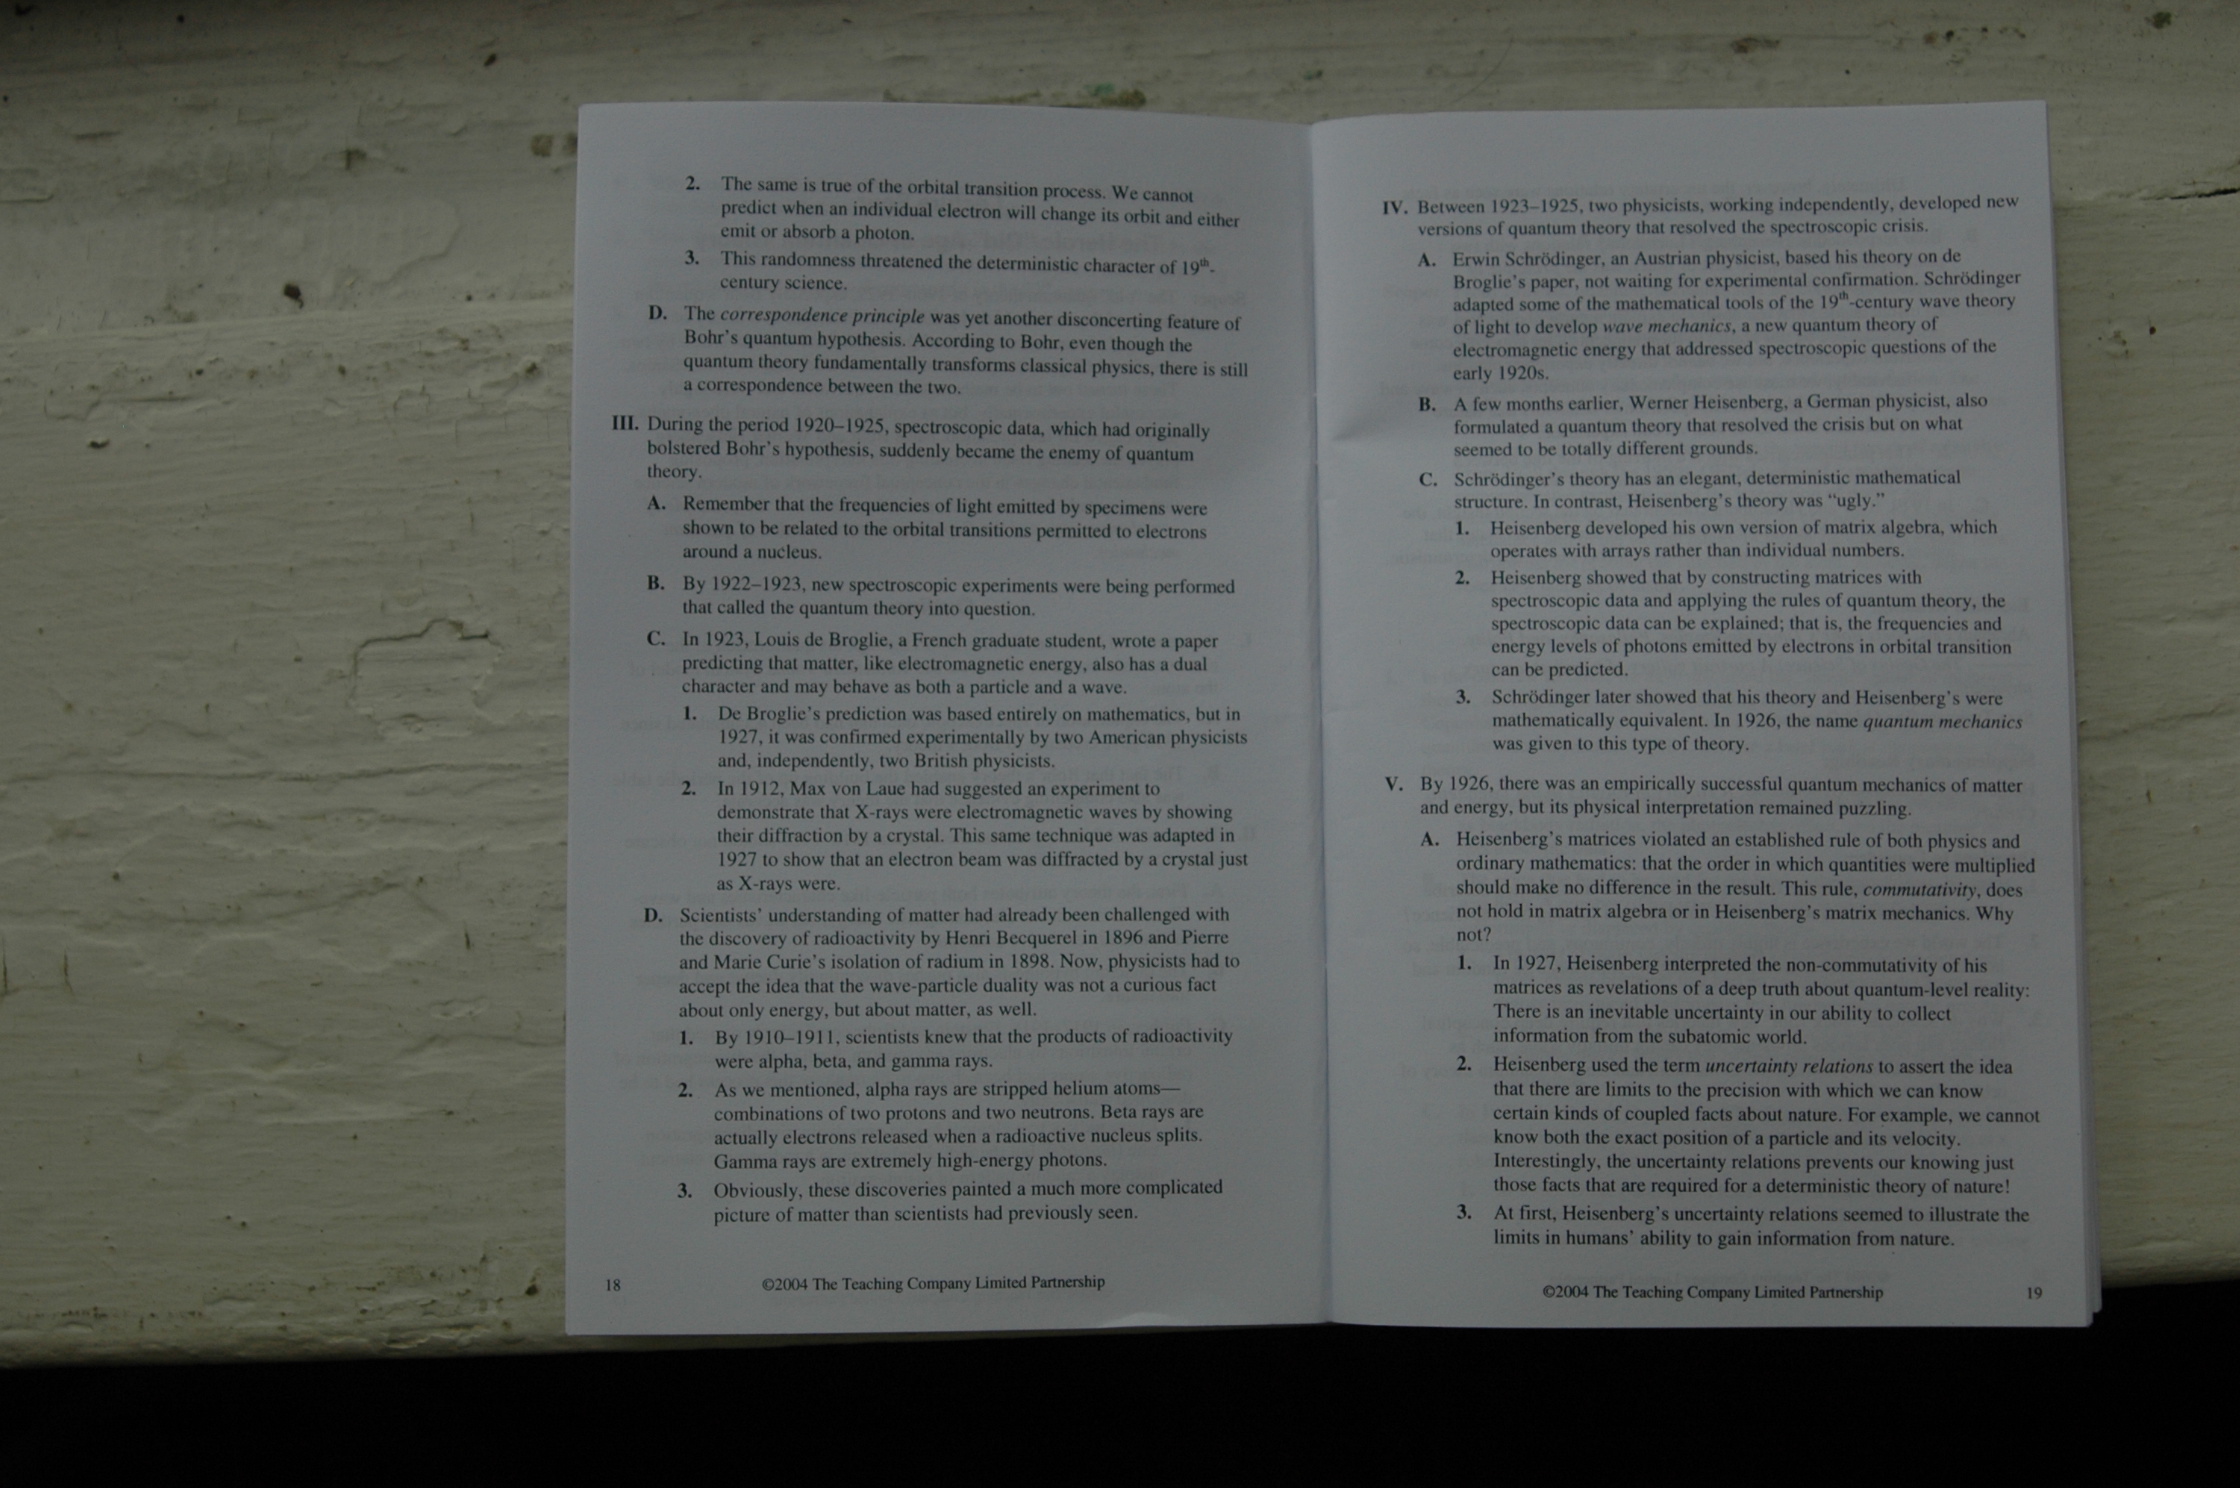 2. The same is true of the orbital transition process. We cannot
predict when an individual electron will change its orbit and either
emit or absorb a photon.
3. This randomness threatened the deterministic character of 19th-
century science.
D. The correspondence principle was yet another disconcerting feature of
Bohr's quantum hypothesis. According to Bohr, even though the
quantum theory fundamentally transforms classical physics, there is still
a correspondence between the two.
III. During the period 1920–1925, spectroscopic data, which had originally
bolstered Bohr's hypothesis, suddenly became the enemy of quantum
theory.
A. Remember that the frequencies of light emitted by specimens were
shown to be related to the orbital transitions permitted to electrons
around a nucleus.
B. By 1922–1923, new spectroscopic experiments were being performed
that called the quantum theory into question.
C. In 1923, Louis de Broglie, a French graduate student, wrote a paper
predicting that matter, like electromagnetic energy, also has a dual
character and may behave as both a particle and a wave.
1. De Broglie's prediction was based entirely on mathematics, but in
1927, it was confirmed experimentally by two American physicists
and, independently, two British physicists.
2. In 1912, Max von Laue had suggested an experiment to
demonstrate that X-rays were electromagnetic waves by showing
their diffraction by a crystal. This same technique was adapted in
1927 to show that an electron beam was diffracted by a crystal just
as X-rays were.
D. Scientists' understanding of matter had already been challenged with
the discovery of radioactivity by Henri Becquerel in 1896 and Pierre
and Marie Curie's isolation of radium in 1898. Now, physicists had to
accept the idea that the wave-particle duality was not a curious fact
about only energy, but about matter, as well.
1. By 1910–1911, scientists knew that the products of radioactivity
were alpha, beta, and gamma rays.
2. As we mentioned, alpha rays are stripped helium atoms—
combinations of two protons and two neutrons. Beta rays are
actually electrons released when a radioactive nucleus splits.
Gamma rays are extremely high-energy photons.
3. Obviously, these discoveries painted a much more complicated
picture of matter than scientists had previously seen.
18 ©2004 The Teaching Company Limited Partnership
IV. Between 1923–1925, two physicists, working independently, developed new
versions of quantum theory that resolved the spectroscopic crisis.
A. Erwin Schrödinger, an Austrian physicist, based his theory on de
Broglie's paper, not waiting for experimental confirmation. Schrödinger
adapted some of the mathematical tools of the 19th-century wave theory
of light to develop wave mechanics, a new quantum theory of
electromagnetic energy that addressed spectroscopic questions of the
early 1920s.
B. A few months earlier, Werner Heisenberg, a German physicist, also
formulated a quantum theory that resolved the crisis but on what
seemed to be totally different grounds.
C. Schrödinger's theory has an elegant, deterministic mathematical
structure. In contrast, Heisenberg's theory was "ugly."
1. Heisenberg developed his own version of matrix algebra, which
operates with arrays rather than individual numbers.
2. Heisenberg showed that by constructing matrices with
spectroscopic data and applying the rules of quantum theory, the
spectroscopic data can be explained; that is, the frequencies and
energy levels of photons emitted by electrons in orbital transition
can be predicted.
3. Schrödinger later showed that his theory and Heisenberg's were
mathematically equivalent. In 1926, the name quantum mechanics
was given to this type of theory.
V. By 1926, there was an empirically successful quantum mechanics of matter
and energy, but its physical interpretation remained puzzling.
A. Heisenberg's matrices violated an established rule of both physics and
ordinary mathematics: that the order in which quantities were multiplied
should make no difference in the result. This rule, commutativity, does
not hold in matrix algebra or in Heisenberg's matrix mechanics. Why
not?
1. In 1927, Heisenberg interpreted the non-commutativity of his
matrices as revelations of a deep truth about quantum-level reality:
There is an inevitable uncertainty in our ability to collect
information from the subatomic world.
2. Heisenberg used the term uncertainty relations to assert the idea
that there are limits to the precision with which we can know
certain kinds of coupled facts about nature. For example, we cannot
know both the exact position of a particle and its velocity.
Interestingly, the uncertainty relations prevents our knowing just
those facts that are required for a deterministic theory of nature!
3. At first, Heisenberg's uncertainty relations seemed to illustrate the
limits in humans' ability to gain information from nature.
©2004 The Teaching Company Limited Partnership 19